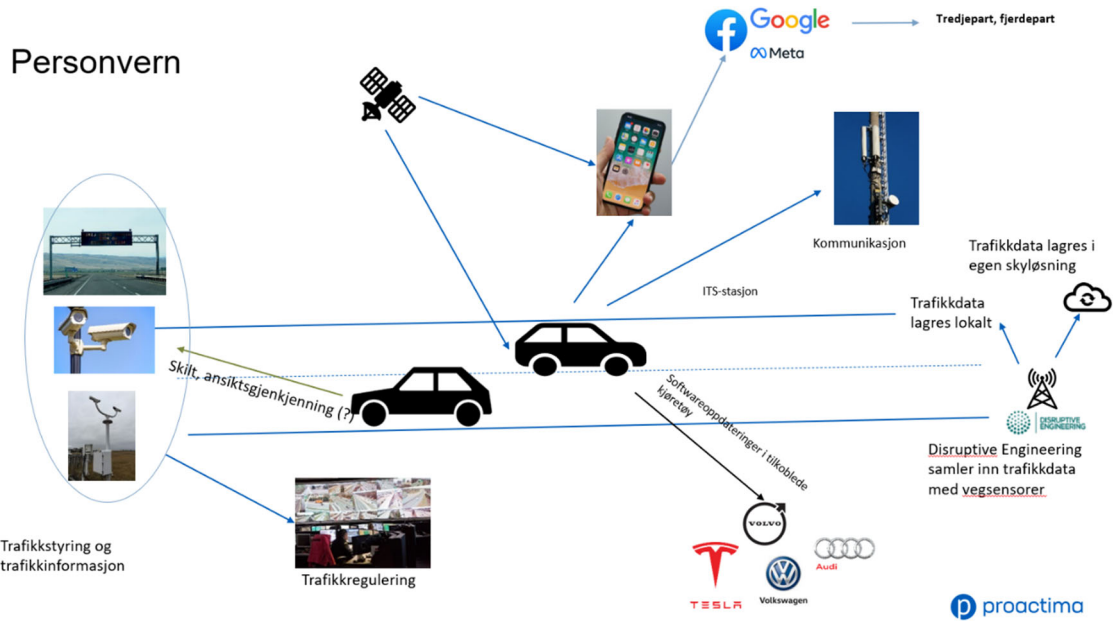 Personvern
Google
Meta
Tredjepart, fjerdepart
Kommunikasjon
Trafikkdata lagres i
egen skyløsning
ITS-stasjon
Trafikkdata
lagres lokalt
Skilt, ansiktsgjenkjenning (?)
Softwareoppdateringer i tilkoblede
kjøretøy
DISRUPTIVE
ENGINEERING
Disruptive Engineering
samler inn trafikkdata
med vegsensorer
VOLVO
TESLA
Volkswagen
Audi
Trafikkstyring og
trafikkinformasjon
Trafikkregulering
proactima